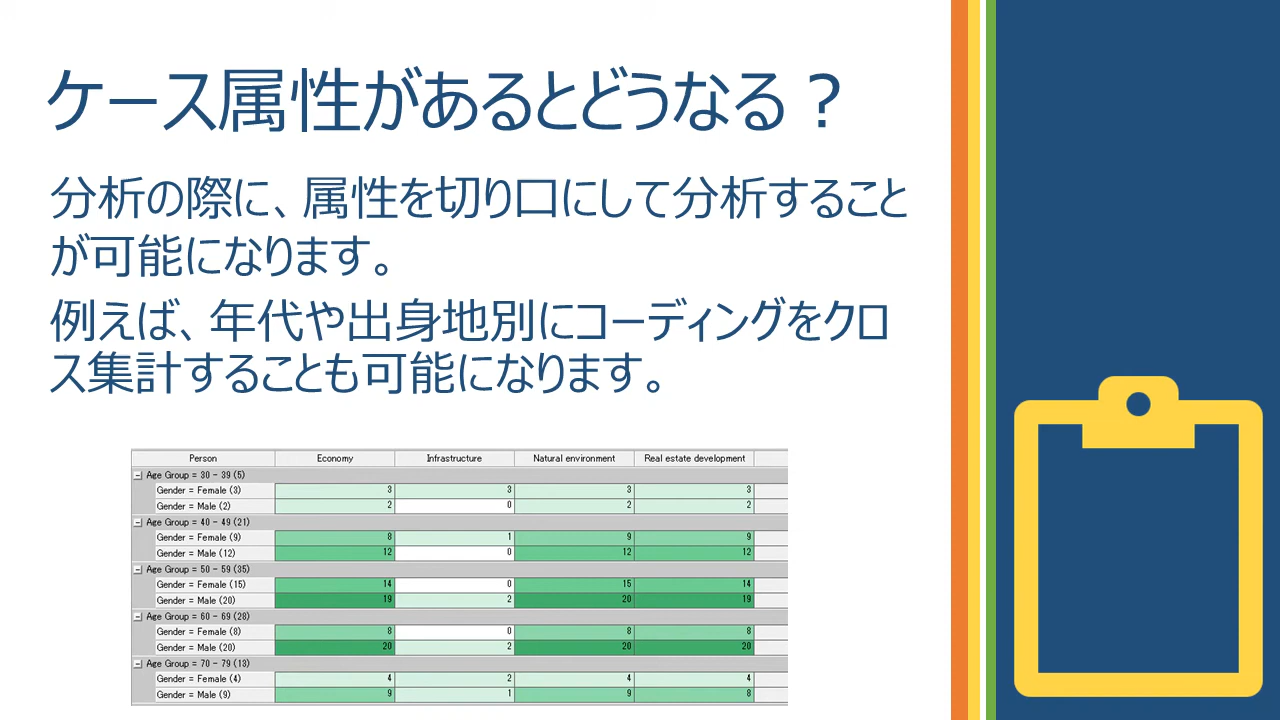 ケース属性があるとどうなる？
分析の際に、属性を切り口にして分析すること
が可能になります。
例えば、年代や出身地別にコーディングをクロ
ス集計することも可能になります。
Person Economy Infrastructure Natural environment Real estate development
Age Group = 30 - 39 (5)
Gender = Female (3) 3 3 3 3
Gender = Male (2) 2 0 2 2
Age Group = 40 - 49 (21)
Gender = Female (9) 8 1 9 9
Gender = Male (12) 12 0 12 12
Age Group = 50 - 59 (35)
Gender = Female (15) 14 0 15 14
Gender = Male (20) 19 2 20 19
Age Group = 60 - 69 (28)
Gender = Female (8) 8 0 8 8
Gender = Male (20) 20 2 20 20
Age Group = 70 - 79 (13)
Gender = Female (4) 4 2 4 4
Gender = Male (9) 9 1 9 8